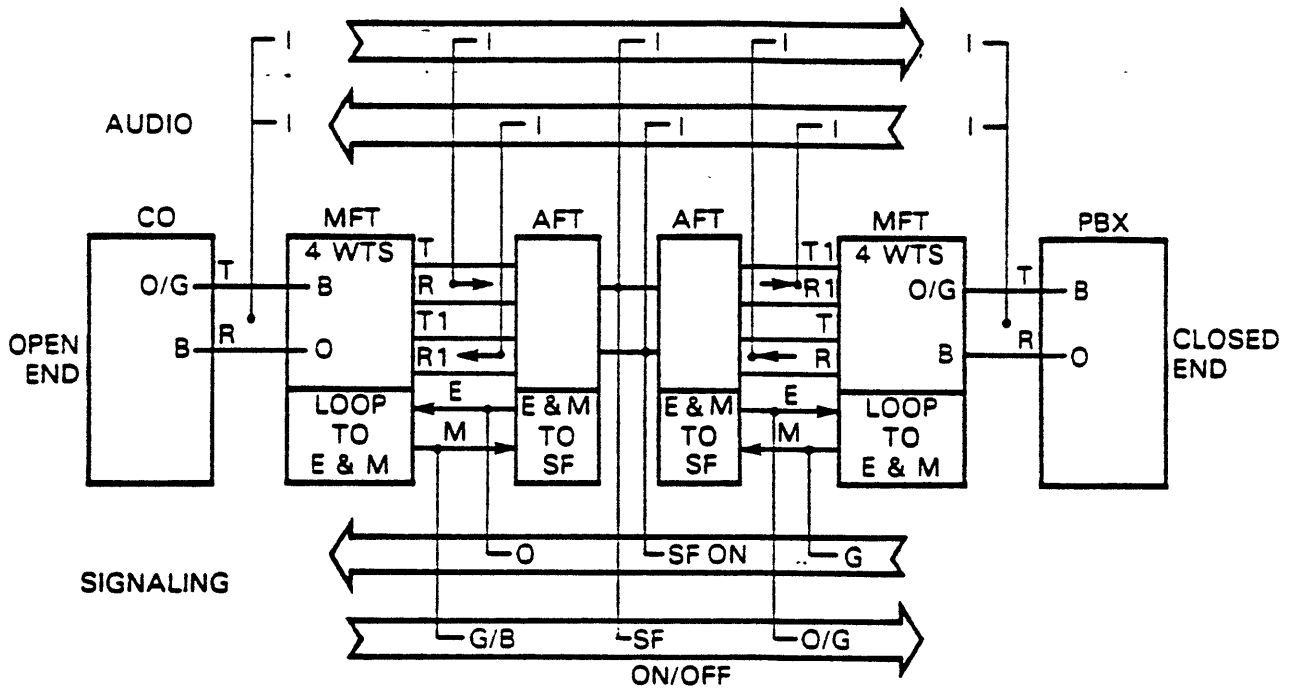 I I I I I
AUDIO I I I I I
CO MFT AFT AFT MFT PBX
4 WTS T T1 4 WTS
O/G T B R R1 O/G T B
T1 T
OPEN END B R O R1 R B R O CLOSED END
LOOP TO E & M E E & M TO SF E & M TO SF E LOOP TO E & M
M M
O SF ON G
SIGNALING
G/B SF O/G
ON/OFF